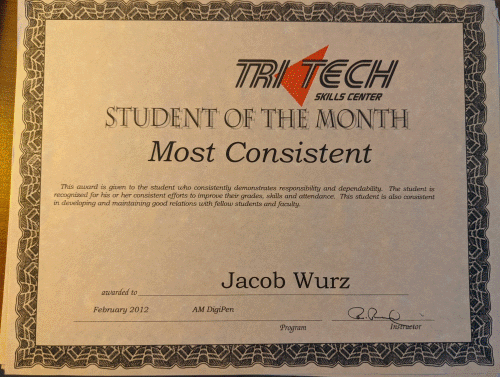 TRI TECH
SKILLS CENTER
STUDENT OF THE MONTH
Most Consistent
This award is given to the student who consistently demonstrates responsibility and dependability. The student is
recognized for his or her consistent efforts to improve their grades, skills and attendance. This student is also consistent
in developing and maintaining good relations with fellow students and faculty.
awarded to Jacob Wurz
February 2012 AM DigiPen
Program Instructor